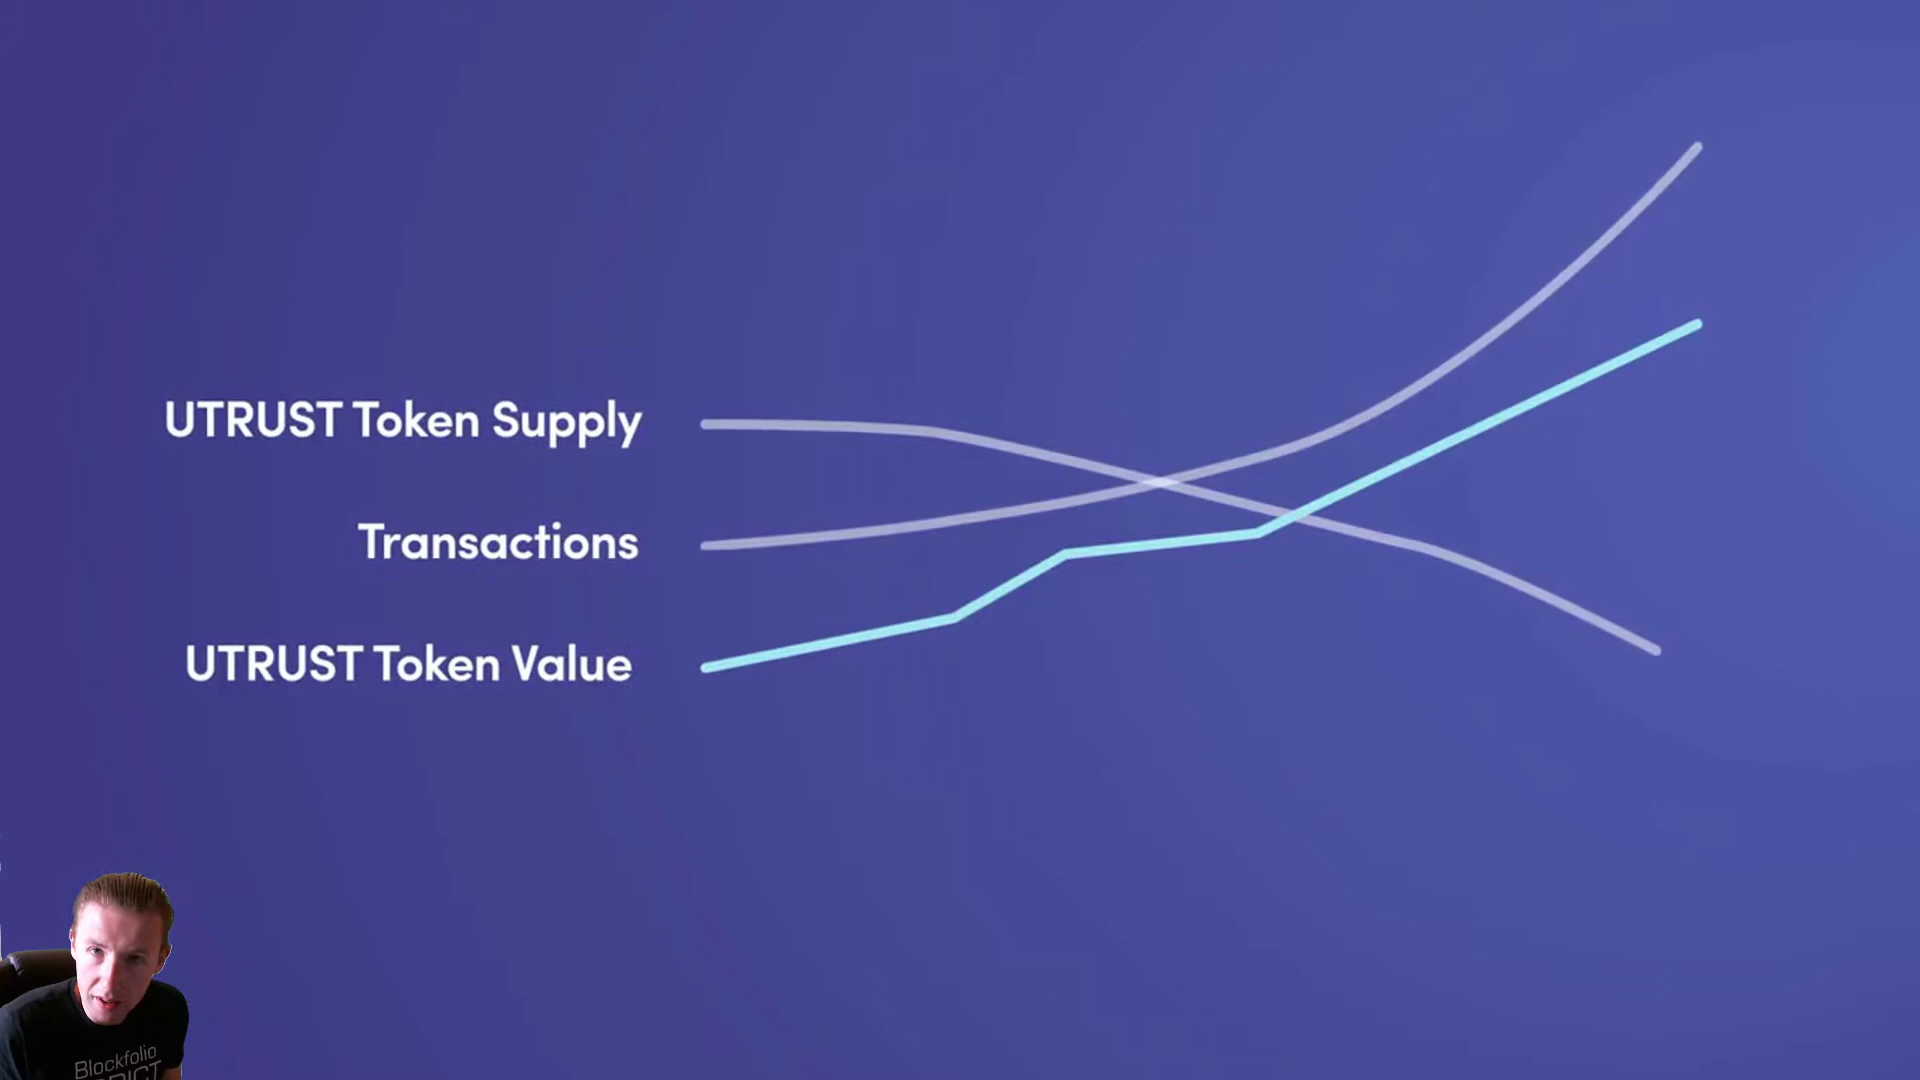 UTRUST Token Supply
Transactions
UTRUST Token Value
Blockfolio